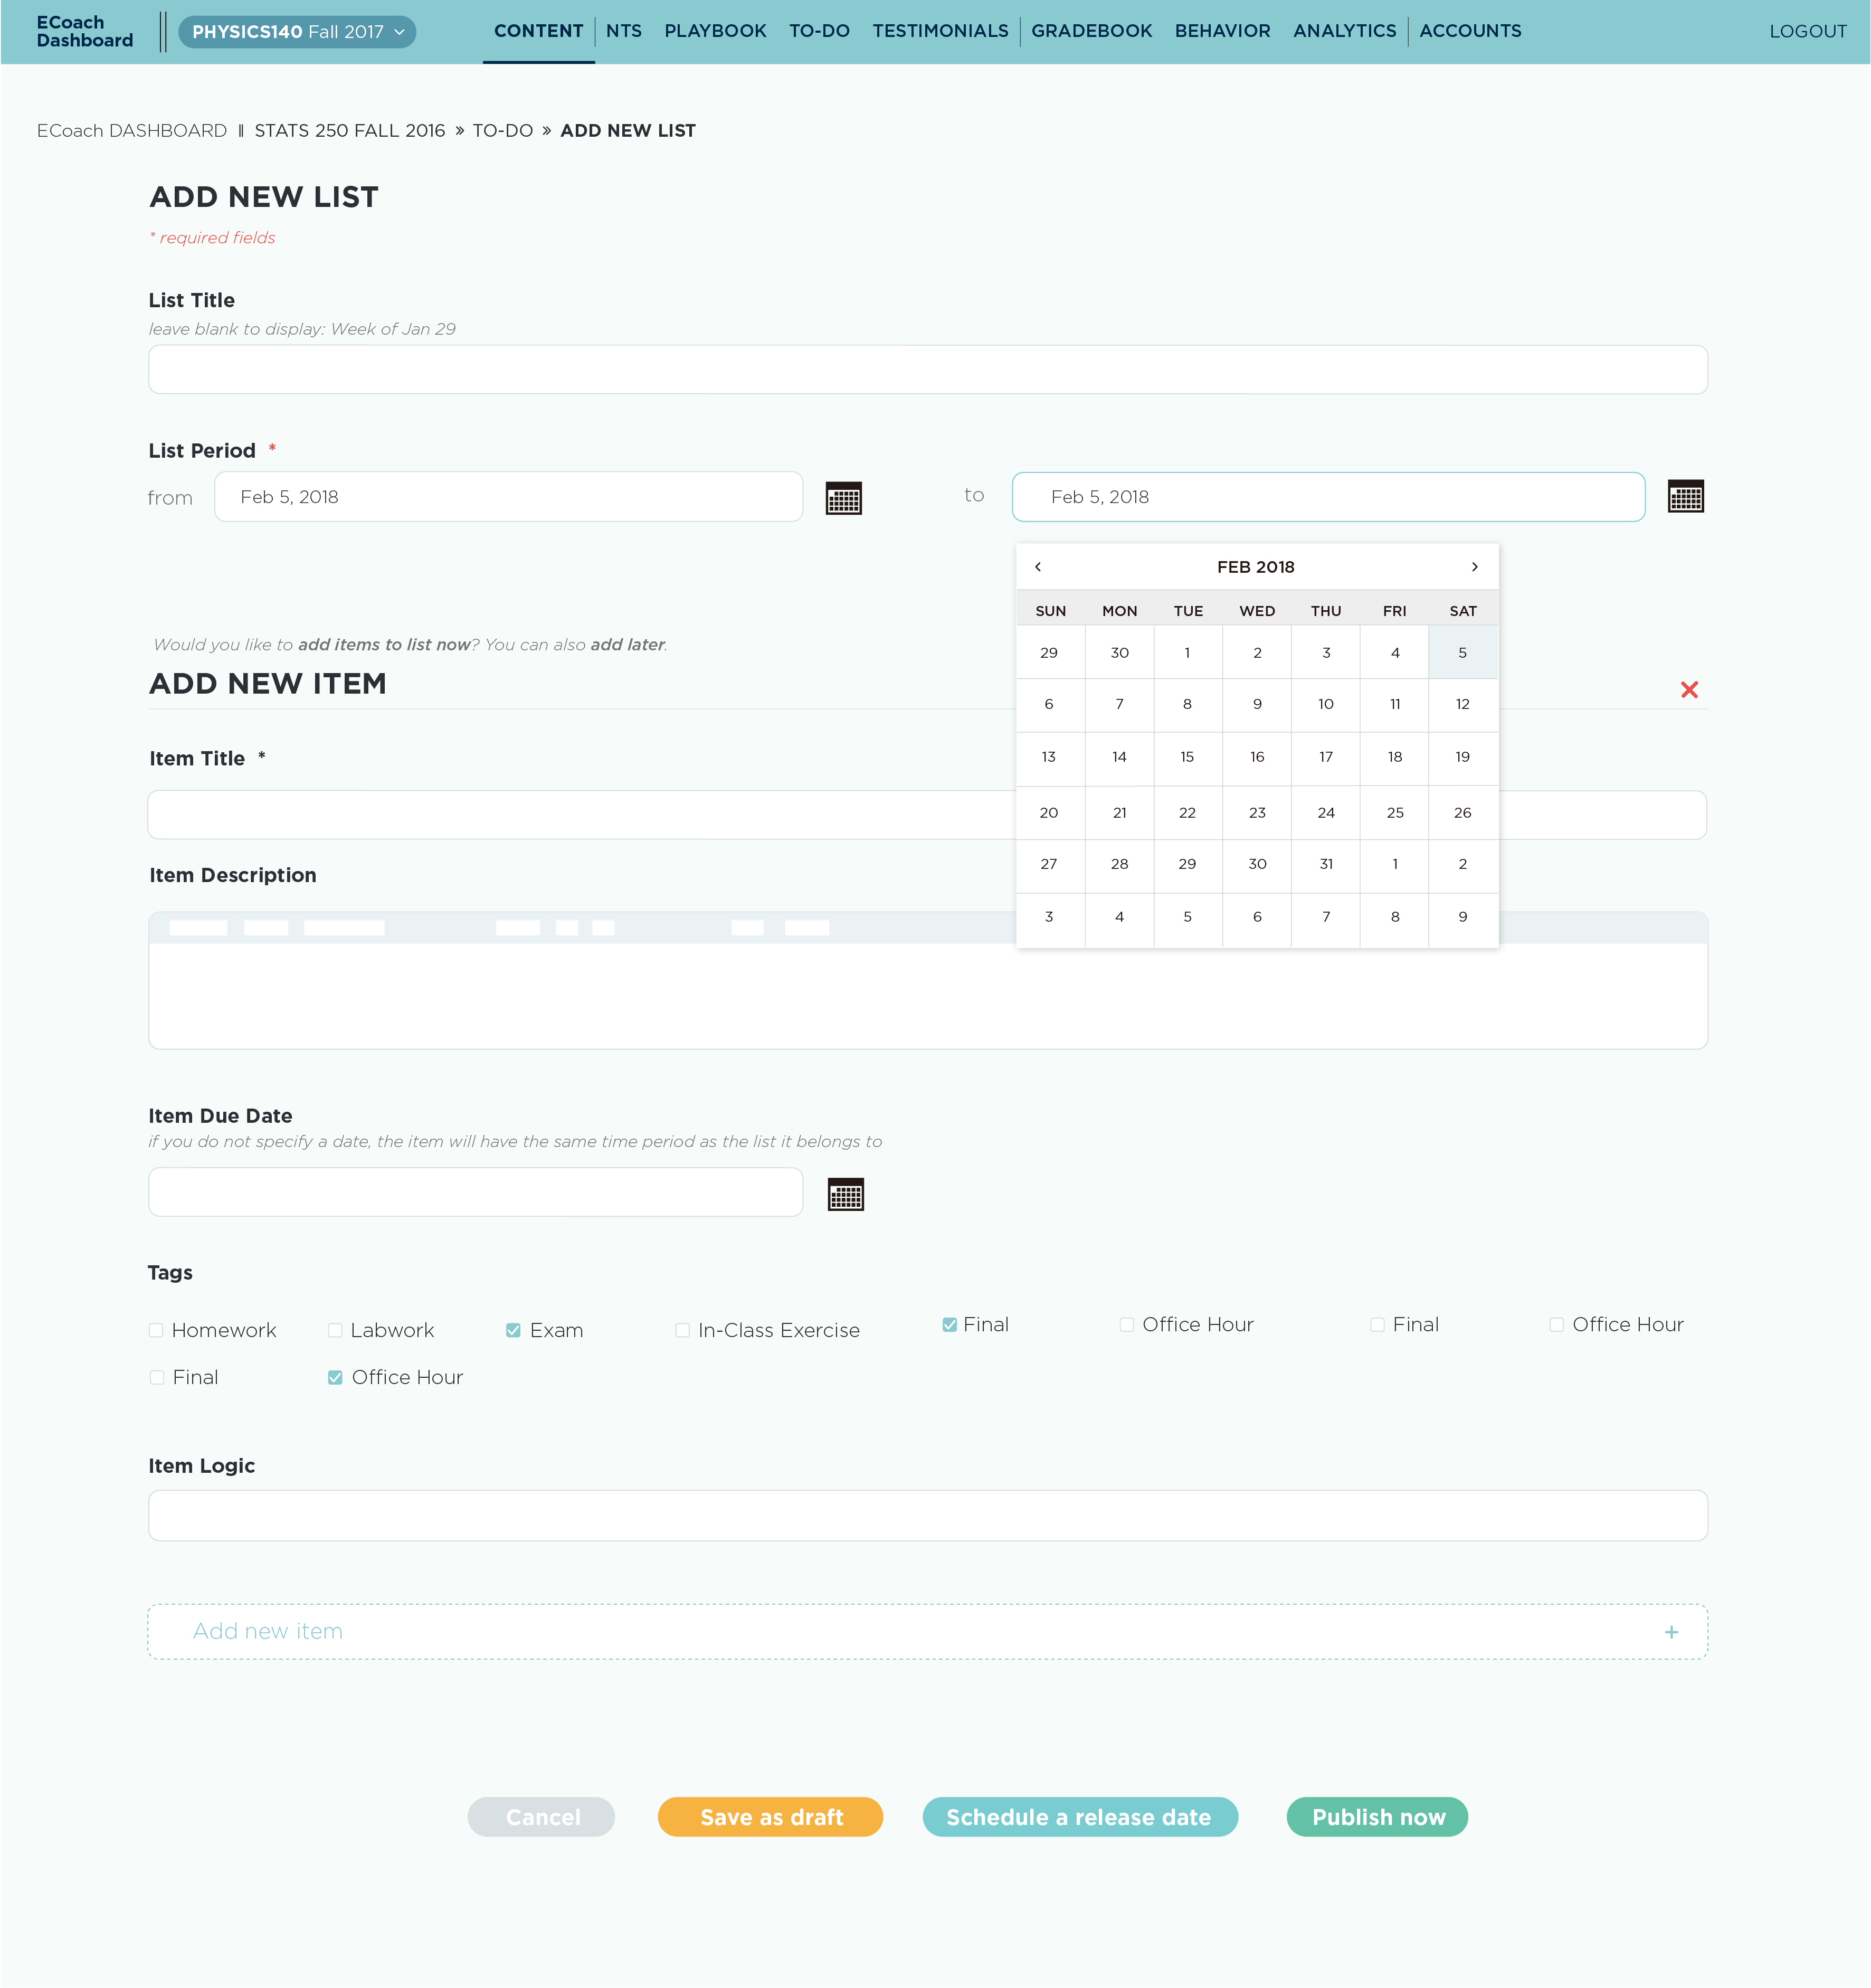 ECoach
Dashboard
PHYSICS140 Fall 2017
CONTENT NTS PLAYBOOK TO-DO TESTIMONIALS GRADEBOOK BEHAVIOR ANALYTICS ACCOUNTS LOGOUT
ECoach DASHBOARD || STATS 250 FALL 2016 » TO-DO » ADD NEW LIST
ADD NEW LIST
* required fields
List Title
leave blank to display: Week of Jan 29
List Period *
from Feb 5, 2018 to Feb 5, 2018
< FEB 2018 >
SUN MON TUE WED THU FRI SAT
29 30 1 2 3 4 5
6 7 8 9 10 11 12
13 14 15 16 17 18 19
20 21 22 23 24 25 26
27 28 29 30 31 1 2
3 4 5 6 7 8 9
Would you like to add items to list now? You can also add later.
ADD NEW ITEM
Item Title *
Item Description
Item Due Date
if you do not specify a date, the item will have the same time period as the list it belongs to
Tags
Homework Labwork Exam In-Class Exercise Final Office Hour Final Office Hour
Final Office Hour
Item Logic
Add new item +
Cancel Save as draft Schedule a release date Publish now